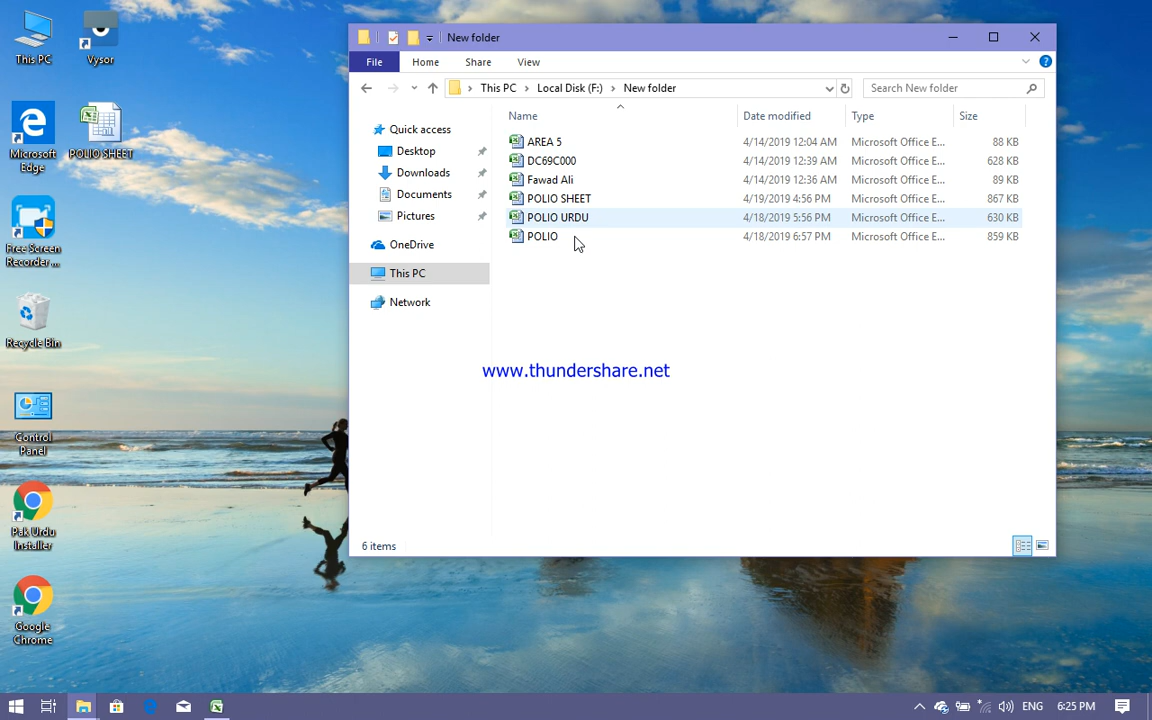 This PC
Vysor
Microsoft Edge
POLIO SHEET
Free Screen Recorder ...
Recycle Bin
Control Panel
Pak Urdu Installer
Google Chrome
New folder
File Home Share View
This PC > Local Disk (F:) > New folder
Search New folder
Quick access
Desktop
Downloads
Documents
Pictures
OneDrive
This PC
Network
Name Date modified Type Size
AREA 5 4/14/2019 12:04 AM Microsoft Office E... 88 KB
DC69C000 4/14/2019 12:39 AM Microsoft Office E... 628 KB
Fawad Ali 4/14/2019 12:36 AM Microsoft Office E... 89 KB
POLIO SHEET 4/19/2019 4:56 PM Microsoft Office E... 867 KB
POLIO URDU 4/18/2019 5:56 PM Microsoft Office E... 630 KB
POLIO 4/18/2019 6:57 PM Microsoft Office E... 859 KB
www.thundershare.net
6 items
ENG 6:25 PM